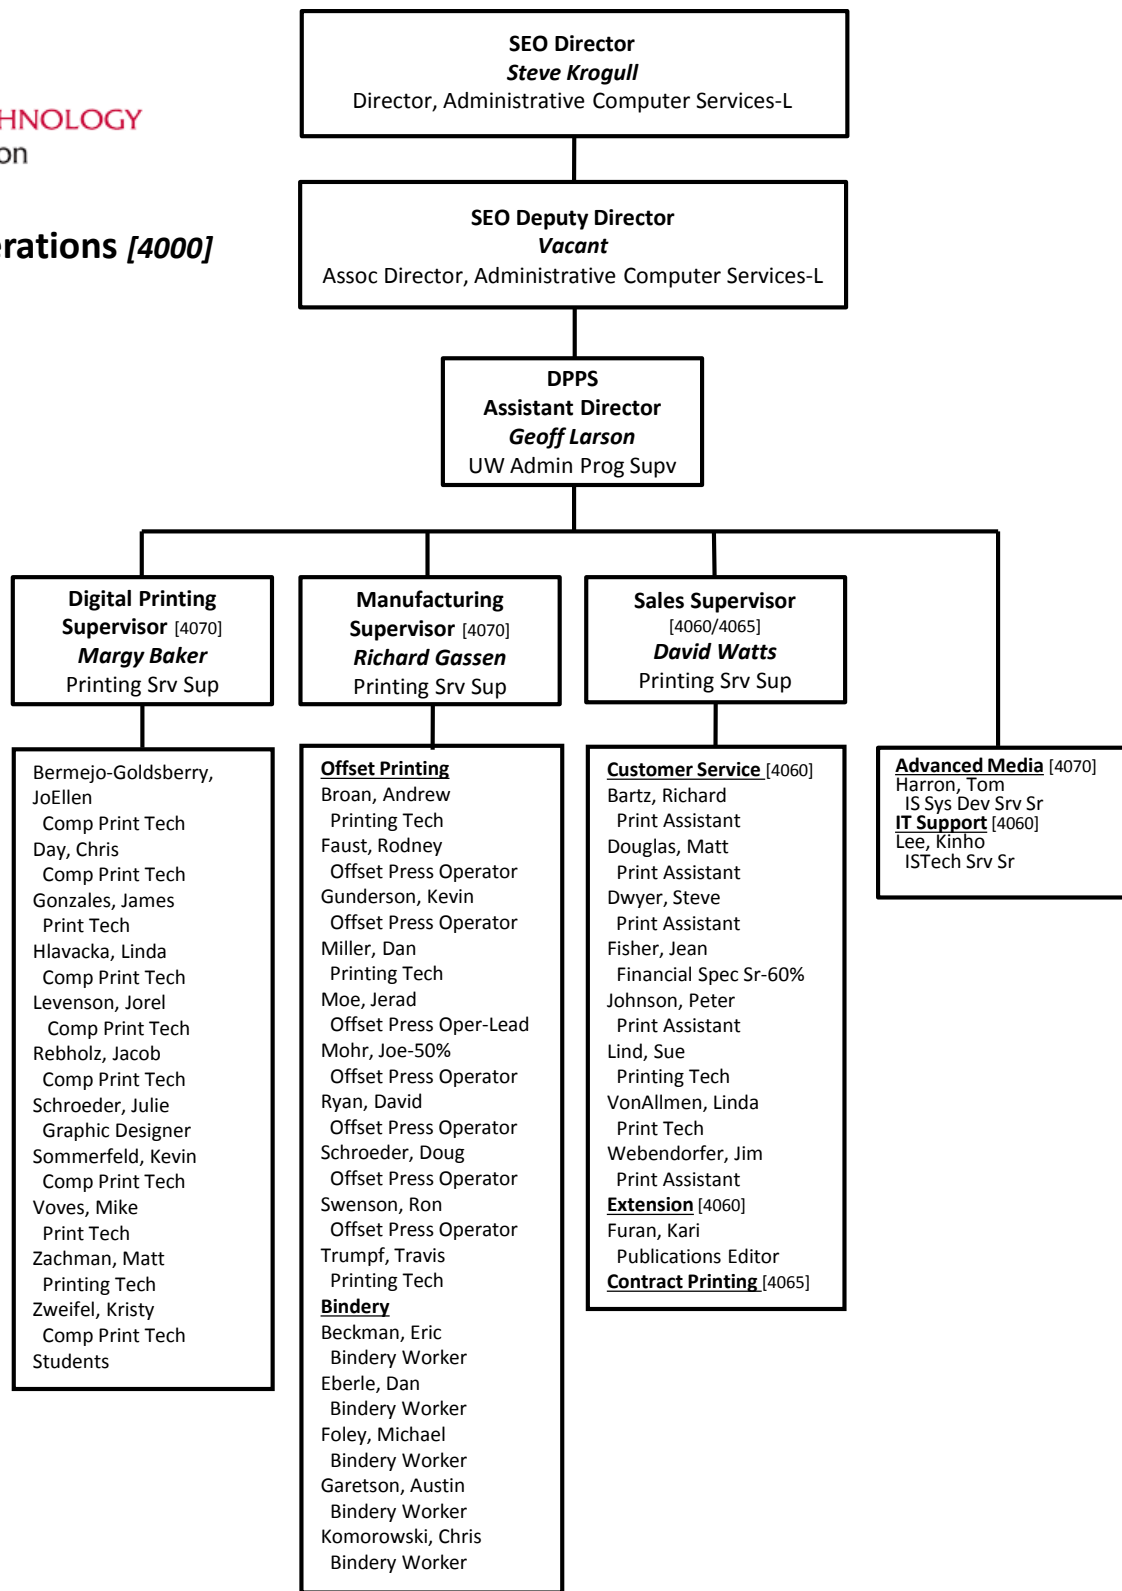 SEO Director
Steve Krogull
Director, Administrative Computer Services-L
HNOLOGY
on
SEO Deputy Director
Vacant
Assoc Director, Administrative Computer Services-L
erations [4000]
DPPS
Assistant Director
Geoff Larson
UW Admin Prog Supv
Digital Printing
Supervisor [4070]
Margy Baker
Printing Srv Sup
Manufacturing
Supervisor [4070]
Richard Gassen
Printing Srv Sup
Sales Supervisor
[4060/4065]
David Watts
Printing Srv Sup
Bermejo-Goldsberry,
JoEllen
Comp Print Tech
Day, Chris
Comp Print Tech
Gonzales, James
Print Tech
Hlavacka, Linda
Comp Print Tech
Levenson, Jorel
Comp Print Tech
Rebholz, Jacob
Comp Print Tech
Schroeder, Julie
Graphic Designer
Sommerfeld, Kevin
Comp Print Tech
Voves, Mike
Print Tech
Zachman, Matt
Printing Tech
Zweifel, Kristy
Comp Print Tech
Students
Offset Printing
Broan, Andrew
Printing Tech
Faust, Rodney
Offset Press Operator
Gunderson, Kevin
Offset Press Operator
Miller, Dan
Printing Tech
Moe, Jerad
Offset Press Oper-Lead
Mohr, Joe-50%
Offset Press Operator
Ryan, David
Offset Press Operator
Schroeder, Doug
Offset Press Operator
Swenson, Ron
Offset Press Operator
Trumpf, Travis
Printing Tech
Bindery
Beckman, Eric
Bindery Worker
Eberle, Dan
Bindery Worker
Foley, Michael
Bindery Worker
Garetson, Austin
Bindery Worker
Komorowski, Chris
Bindery Worker
Customer Service [4060]
Bartz, Richard
Print Assistant
Douglas, Matt
Print Assistant
Dwyer, Steve
Print Assistant
Fisher, Jean
Financial Spec Sr-60%
Johnson, Peter
Print Assistant
Lind, Sue
Printing Tech
VonAllmen, Linda
Print Tech
Webendorfer, Jim
Print Assistant
Extension [4060]
Furan, Kari
Publications Editor
Contract Printing [4065]
Advanced Media [4070]
Harron, Tom
IS Sys Dev Srv Sr
IT Support [4060]
Lee, Kinho
ISTech Srv Sr